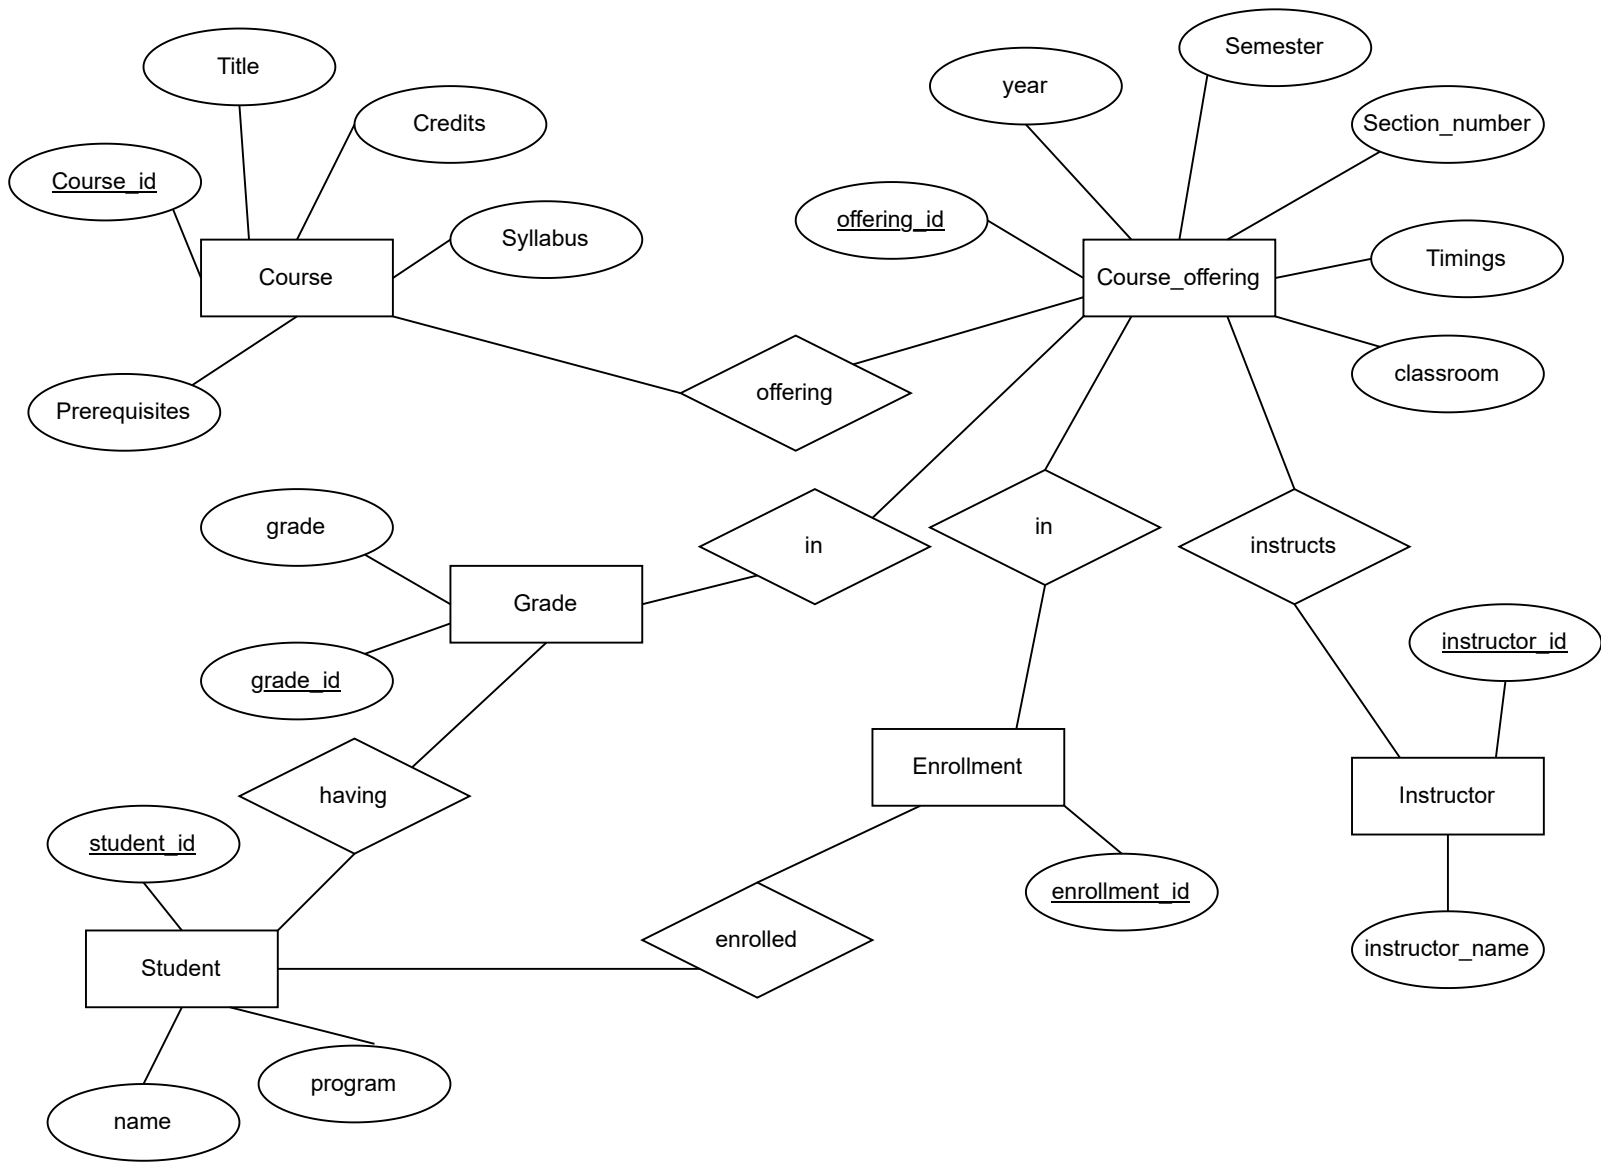 Semester
Title
year
Credits
Section_number
Course_id
offering_id
Syllabus
Timings
Course
Course_offering
classroom
offering
Prerequisites
grade
in
in
instructs
Grade
instructor_id
grade_id
Enrollment
having
Instructor
student_id
enrollment_id
enrolled
instructor_name
Student
program
name